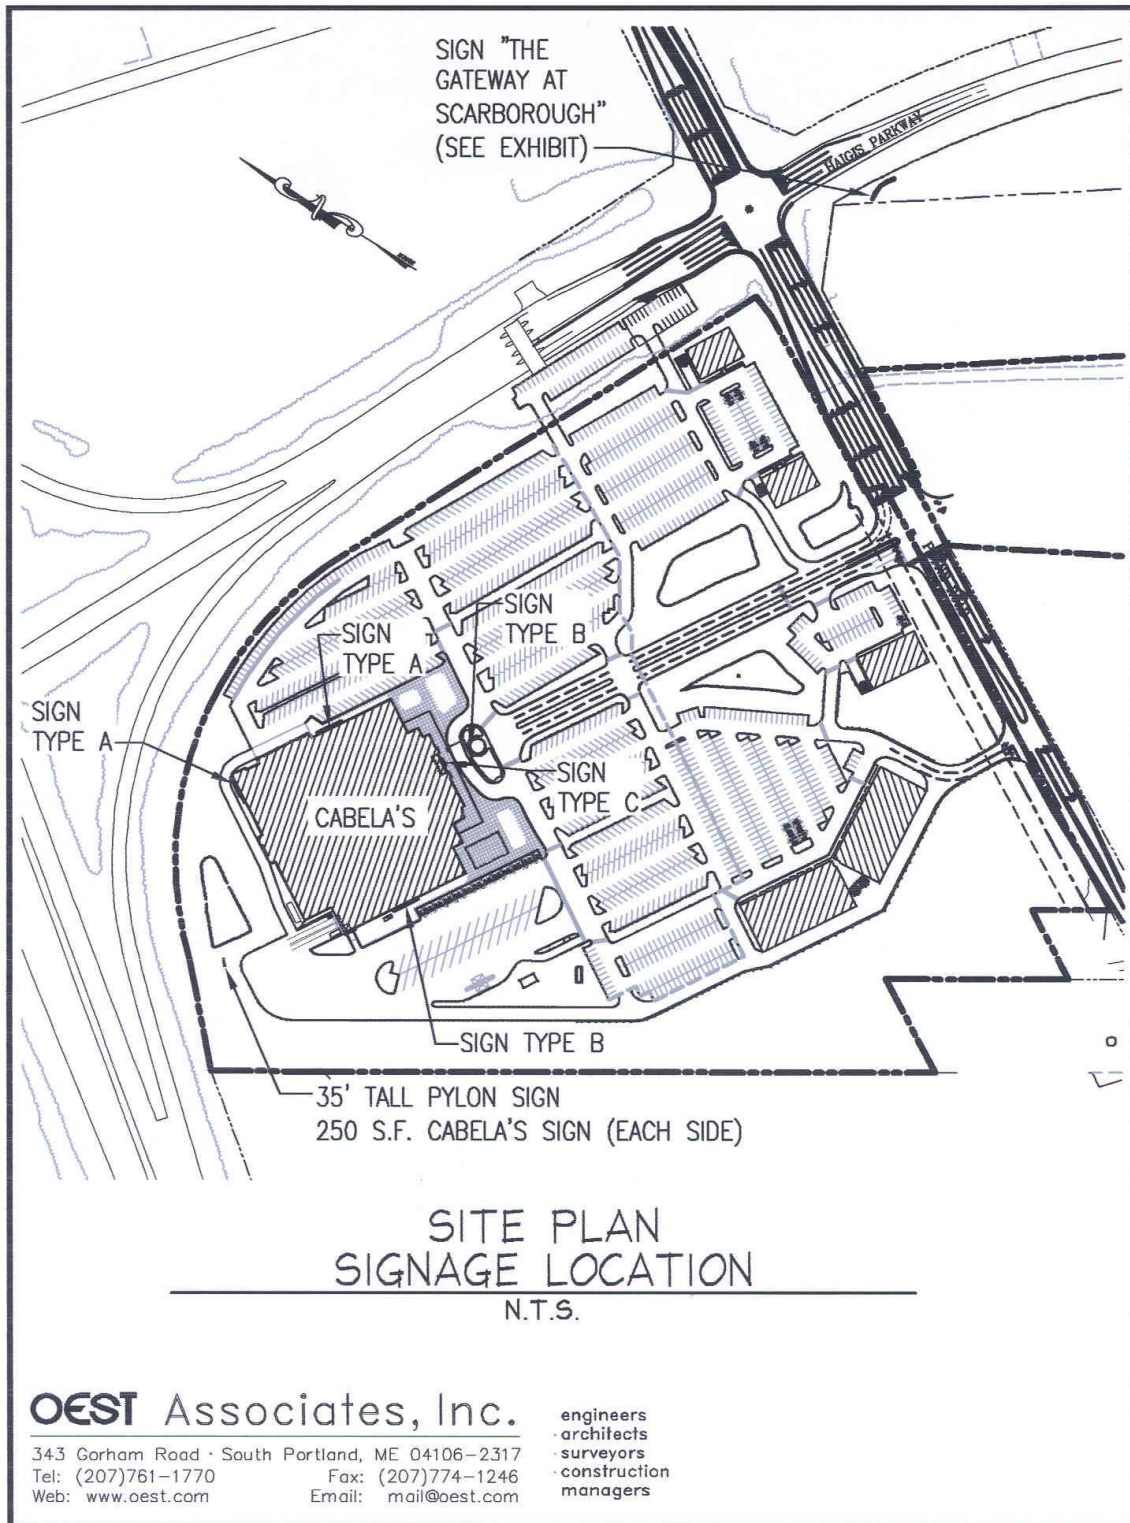 SIGN "THE
GATEWAY AT
SCARBOROUGH"
(SEE EXHIBIT)
HAIGIS PARKWAY
SIGN
TYPE B
SIGN
TYPE A
SIGN
TYPE A
SIGN
TYPE C
CABELA'S
SIGN TYPE B
35' TALL PYLON SIGN
250 S.F. CABELA'S SIGN (EACH SIDE)
SITE PLAN
SIGNAGE LOCATION
N.T.S.
OEST Associates, Inc.
343 Gorham Road · South Portland, ME 04106-2317
Tel: (207)761-1770 Fax: (207)774-1246
Web: www.oest.com Email: mail@oest.com
engineers
· architects
· surveyors
· construction
managers